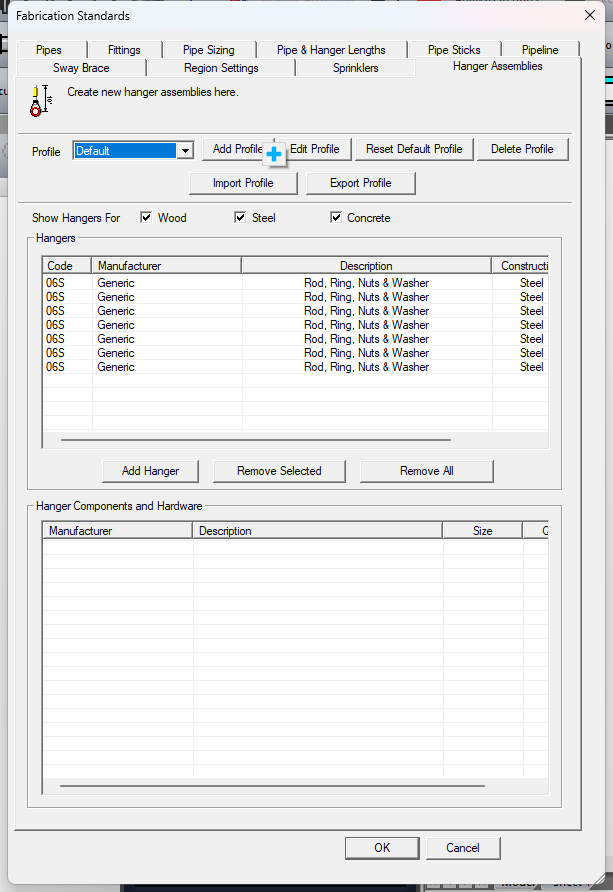 Fabrication Standards
Pipes Fittings Pipe Sizing Pipe & Hanger Lengths Pipe Sticks Pipeline
Sway Brace Region Settings Sprinklers Hanger Assemblies
Create new hanger assemblies here.
Profile Default Add Profile Edit Profile Reset Default Profile Delete Profile
Import Profile Export Profile
Show Hangers For Wood Steel Concrete
Hangers
Code Manufacturer Description Constructi
06S Generic Rod, Ring, Nuts & Washer Steel
06S Generic Rod, Ring, Nuts & Washer Steel
06S Generic Rod, Ring, Nuts & Washer Steel
06S Generic Rod, Ring, Nuts & Washer Steel
06S Generic Rod, Ring, Nuts & Washer Steel
06S Generic Rod, Ring, Nuts & Washer Steel
06S Generic Rod, Ring, Nuts & Washer Steel
Add Hanger Remove Selected Remove All
Hanger Components and Hardware
Manufacturer Description Size
OK Cancel